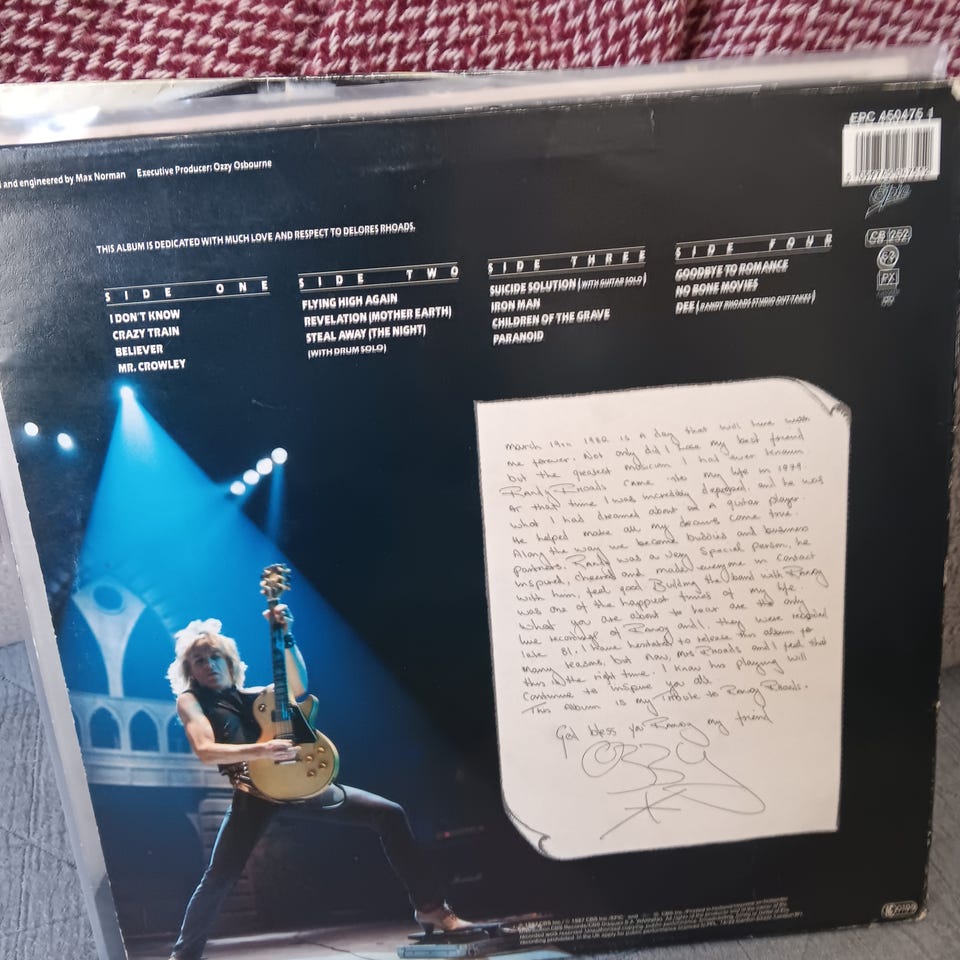 EPC 450475 1
and engineered by Max Norman Executive Producer: Ozzy Osbourne
Epic
CB 252
PX
THIS ALBUM IS DEDICATED WITH MUCH LOVE AND RESPECT TO DELORES RHOADS.
SIDE ONE
I DON'T KNOW
CRAZY TRAIN
BELIEVER
MR. CROWLEY
SIDE TWO
FLYING HIGH AGAIN
REVELATION (MOTHER EARTH)
STEAL AWAY (THE NIGHT)
(WITH DRUM SOLO)
SIDE THREE
SUICIDE SOLUTION (WITH GUITAR SOLO)
IRON MAN
CHILDREN OF THE GRAVE
PARANOID
SIDE FOUR
GOODBYE TO ROMANCE
NO BONE MOVIES
DEE (RANDY RHOADS STUDIO OUT-TAKES)
March 19th 1982 is a day that will live with
me forever. Not only did I lose my best friend
but the greatest musician I had ever known.
Randy Rhoads came into my life in 1979.
At that time I was incredibly depressed, and he was
what I had dreamed about in a guitar player.
He helped make all my dreams come true.
Along the way we became buddies and business
partners. Randy was a very special person, he
inspired, cheered and made everyone in contact
with him, feel good. Building the band with Randy
was one of the happiest times of my life.
What you are about to hear are the only
live recordings of Randy and I, they were recorded
late 81. I have hesitated to release this album for
many reasons, but now, Mrs Rhoads and I feel that
this is the right time. I know his playing will
continue to inspire you all.
This Album is my Tribute to Randy Rhoads.
God bless ya Randy my friend
OZZY